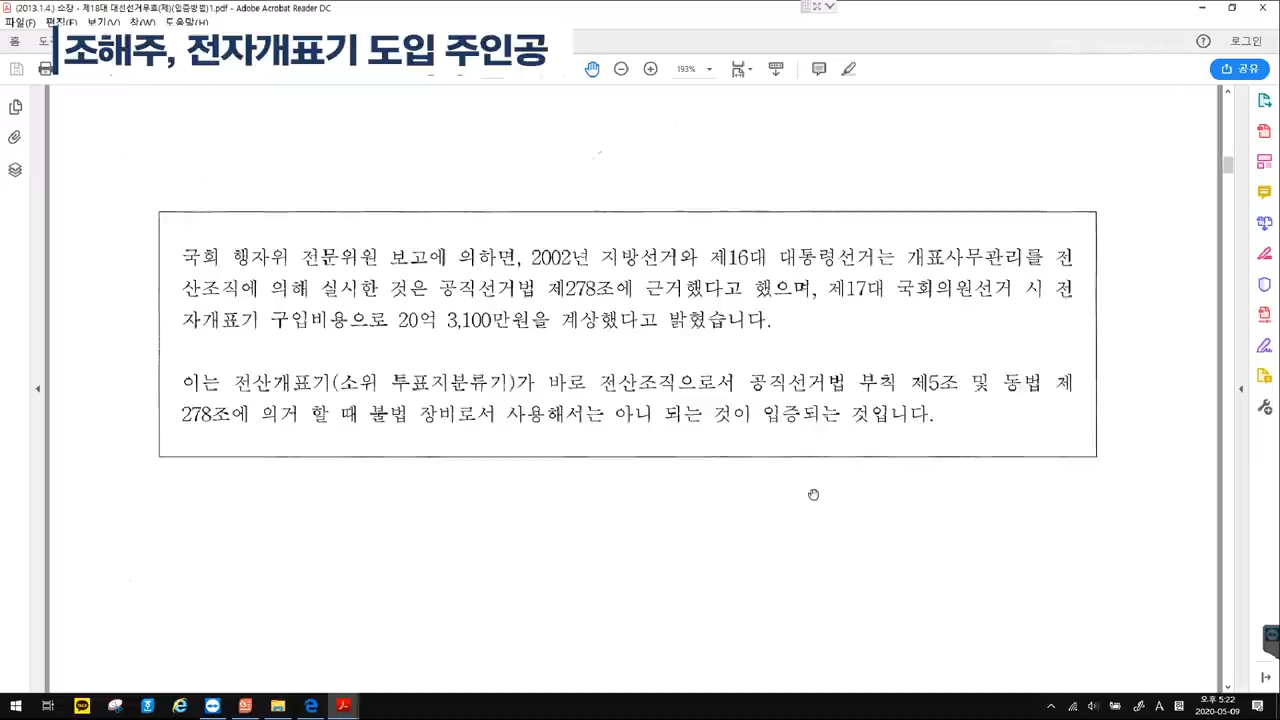 (2013.1.4.) 소장 - 제18대 대선선거무효(제)(입증방법)1.pdf - Adobe Acrobat Reader DC
파일(F) 편집(E) 보기(V) 창(W) 도움말(H)
홈 도
로그인
조해주, 전자개표기 도입 주인공
193%
공유
국회 행자위 전문위원 보고에 의하면, 2002년 지방선거와 제16대 대통령선거는 개표사무관리를 전
산조직에 의해 실시한 것은 공직선거법 제278조에 근거했다고 했으며, 제17대 국회의원선거 시 전
자개표기 구입비용으로 20억 3,100만원을 계상했다고 밝혔습니다.
이는 전산개표기(소위 투표지분류기)가 바로 전산조직으로서 공직선거법 부칙 제5조 및 동법 제
278조에 의거 할 때 불법 장비로서 사용해서는 아니 되는 것이 입증되는 것입니다.
오후 5:22
2020-05-09